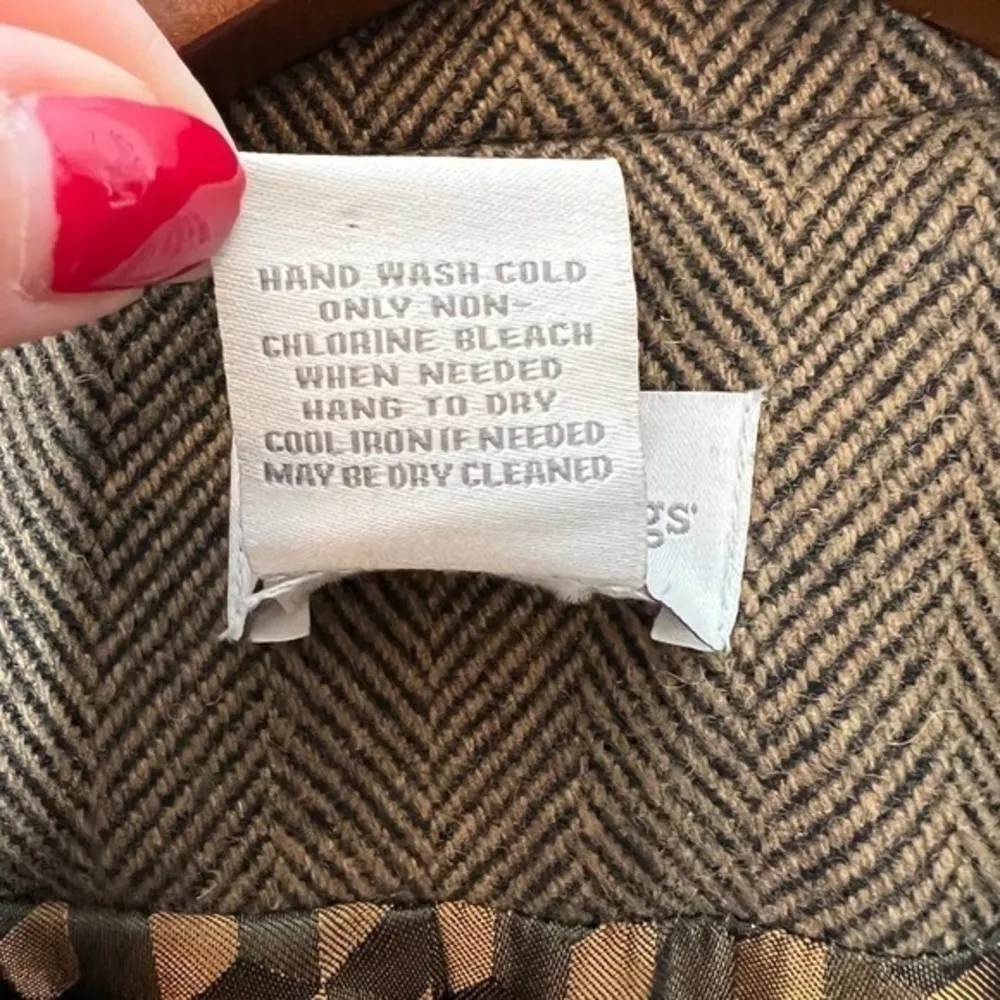 HAND WASH COLD
ONLY NON-
CHLORINE BLEACH
WHEN NEEDED
HANG TO DRY
COOL IRON IF NEEDED
MAY BE DRY CLEANED
gs